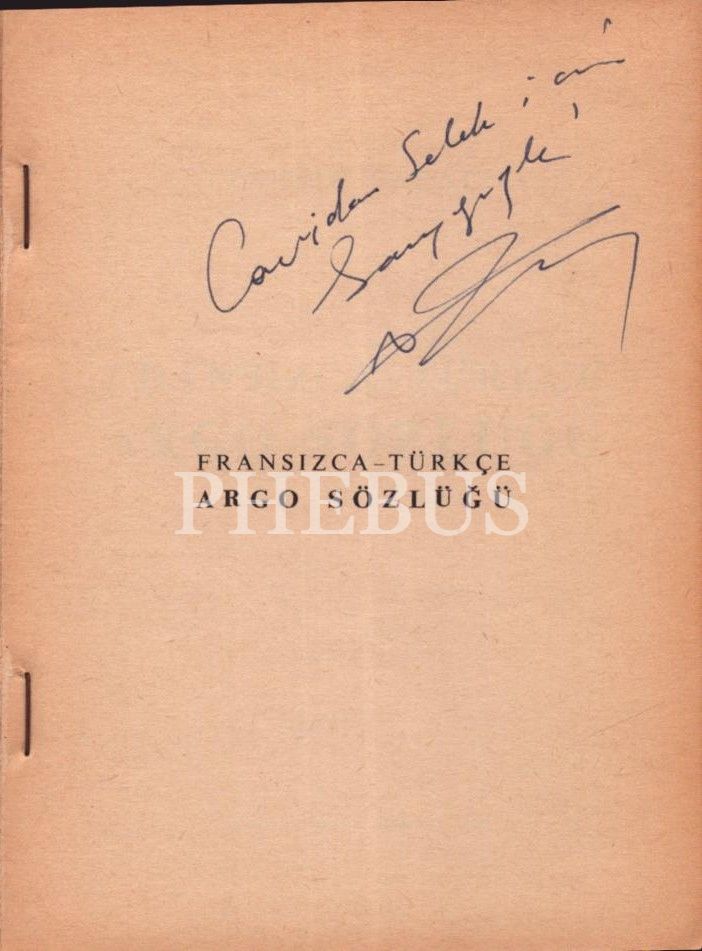 Cavidan Selek için
Saygıyla
FRANSIZCA–TÜRKÇE
ARGO SÖZLÜĞÜ
PHEBUS